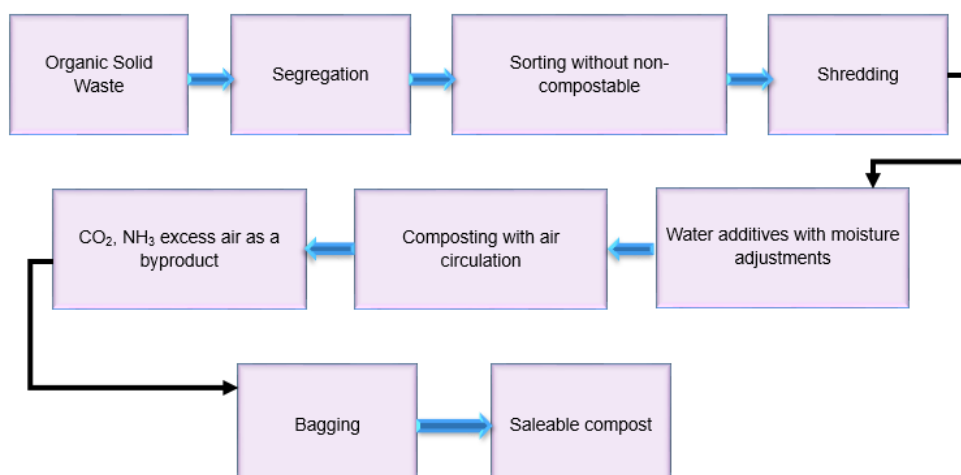 Organic Solid
Waste
Segregation
Sorting without non-
compostable
Shredding
CO₂, NH₃ excess air as a
byproduct
Composting with air
circulation
Water additives with moisture
adjustments
Bagging
Saleable compost